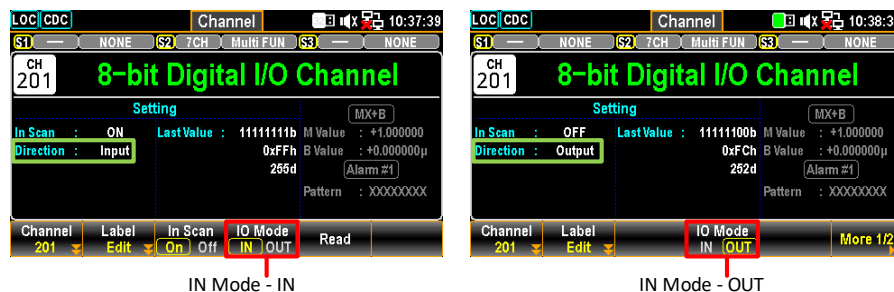 LOC CDC Channel 10:37:39
S1 — NONE S2 7CH Multi FUN S3 — NONE
CH
201
8-bit Digital I/O Channel
Setting
MX+B
In Scan : ON Last Value : 11111111b M Value : +1.000000
Direction : Input 0xFFh B Value : +0.000000µ
255d Alarm #1
Pattern : XXXXXXXX
Channel Label In Scan IO Mode Read
201 Edit On Off IN OUT
IN Mode - IN
LOC CDC Channel 10:38:3
S1 — NONE S2 7CH Multi FUN S3 — NONE
CH
201
8-bit Digital I/O Channel
Setting
MX+B
In Scan : OFF Last Value : 11111100b M Value : +1.000000
Direction : Output 0xFCh B Value : +0.000000µ
252d Alarm #1
Pattern : XXXXXXXX
Channel Label IO Mode More 1/2
201 Edit IN OUT
IN Mode - OUT